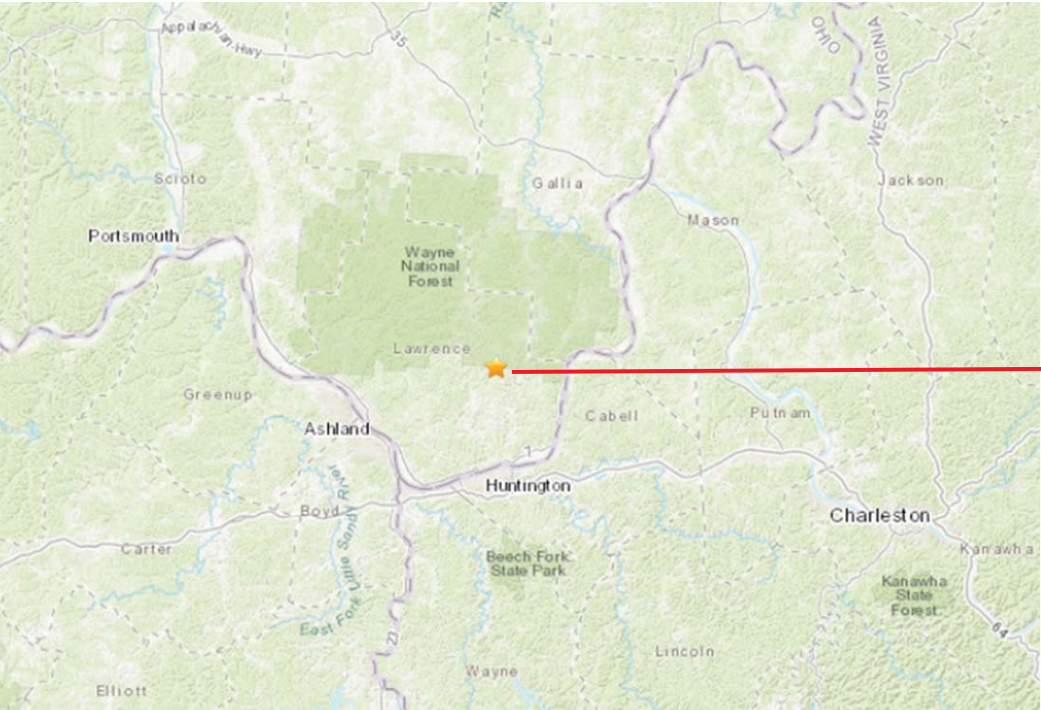 Appalachian-Hwy
35
OHIO
WEST VIRGINIA
Scioto
Gallia
Jackson
Mason
Portsmouth
Wayne
National
Forest
Lawrence
Greenup
Cabell
Putnam
Ashland
1
Huntington
Boyd
Charleston
Carter
Kanawha
East Fork Little Sandy River
Beech Fork
State Park
Kanawha
State
Forest
64
23
Lincoln
Wayne
Elliott